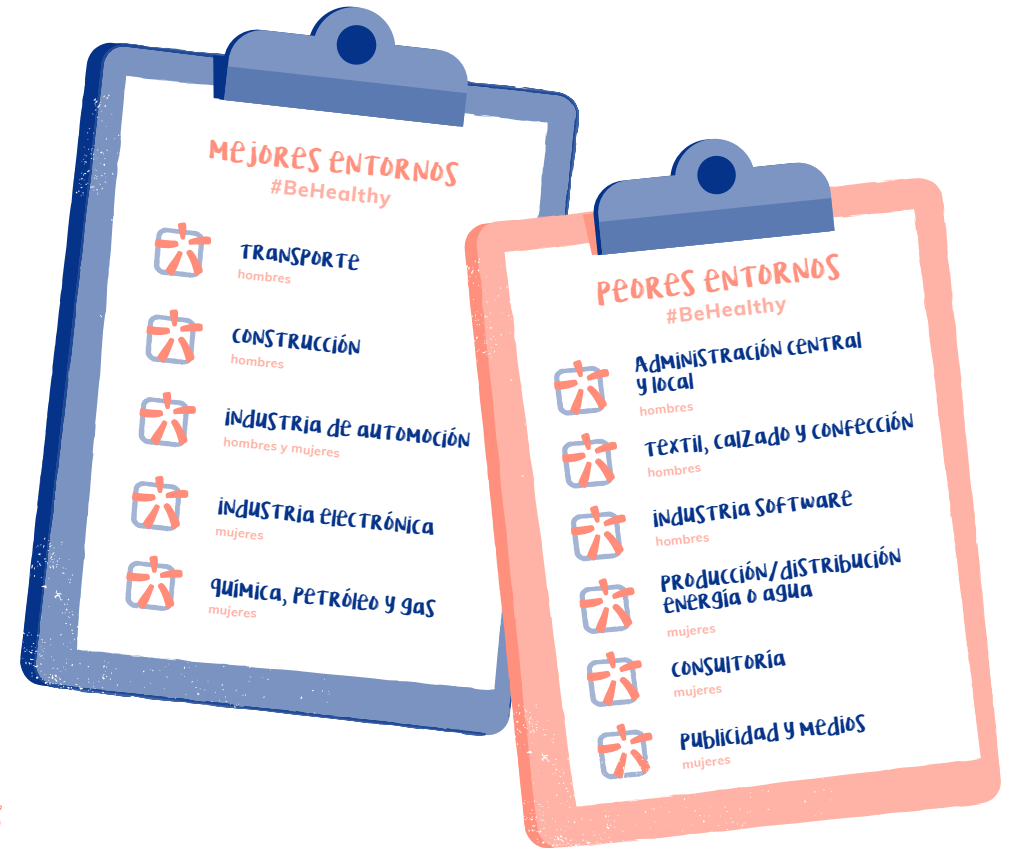 MEJORES ENTORNOS
#BeHealthy
TRANSPORTE
hombres
CONSTRUCCIÓN
hombres
INDUSTRIA DE AUTOMOCIÓN
hombres y mujeres
INDUSTRIA ELECTRÓNICA
mujeres
QUÍMICA, PETRÓLEO Y GAS
mujeres
PEORES ENTORNOS
#BeHealthy
ADMINISTRACIÓN CENTRAL
Y LOCAL
hombres
TEXTIL, CALZADO Y CONFECCIÓN
hombres
INDUSTRIA SOFTWARE
hombres
PRODUCCIÓN/DISTRIBUCIÓN
ENERGÍA O AGUA
mujeres
CONSULTORÍA
mujeres
PUBLICIDAD Y MEDIOS
mujeres